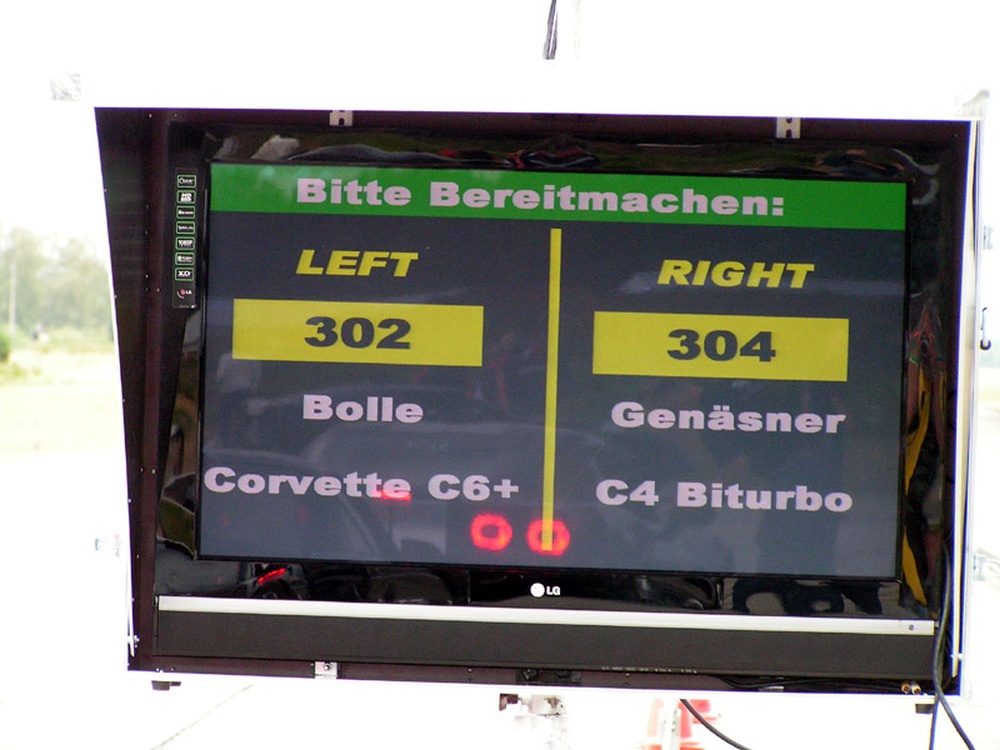 Bitte Bereitmachen:
LEFT
RIGHT
302
304
Bolle
Genäsner
Corvette C6+
C4 Biturbo
LG